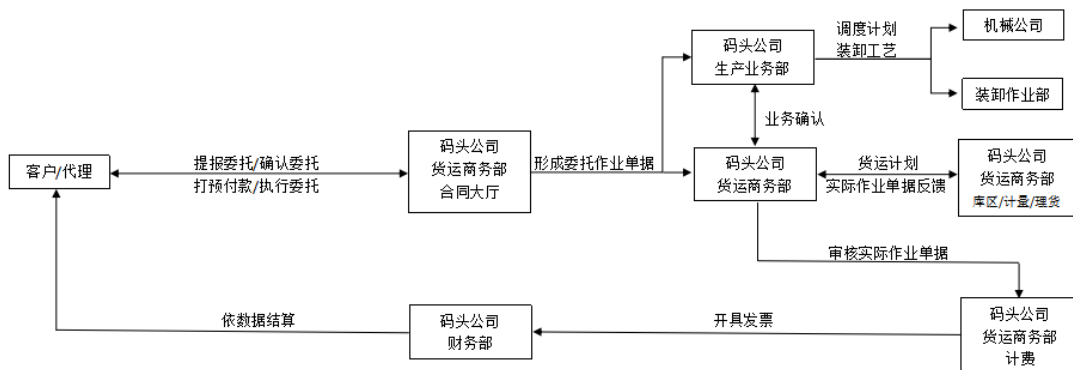 码头公司
生产业务部
调度计划
装卸工艺
机械公司
装卸作业部
业务确认
客户/代理
提报委托/确认委托
打预付款/执行委托
码头公司
货运商务部
合同大厅
形成委托作业单据
码头公司
货运商务部
货运计划
实际作业单据反馈
码头公司
货运商务部
库区/计量/理货
审核实际作业单据
依数据结算
码头公司
财务部
开具发票
码头公司
货运商务部
计费